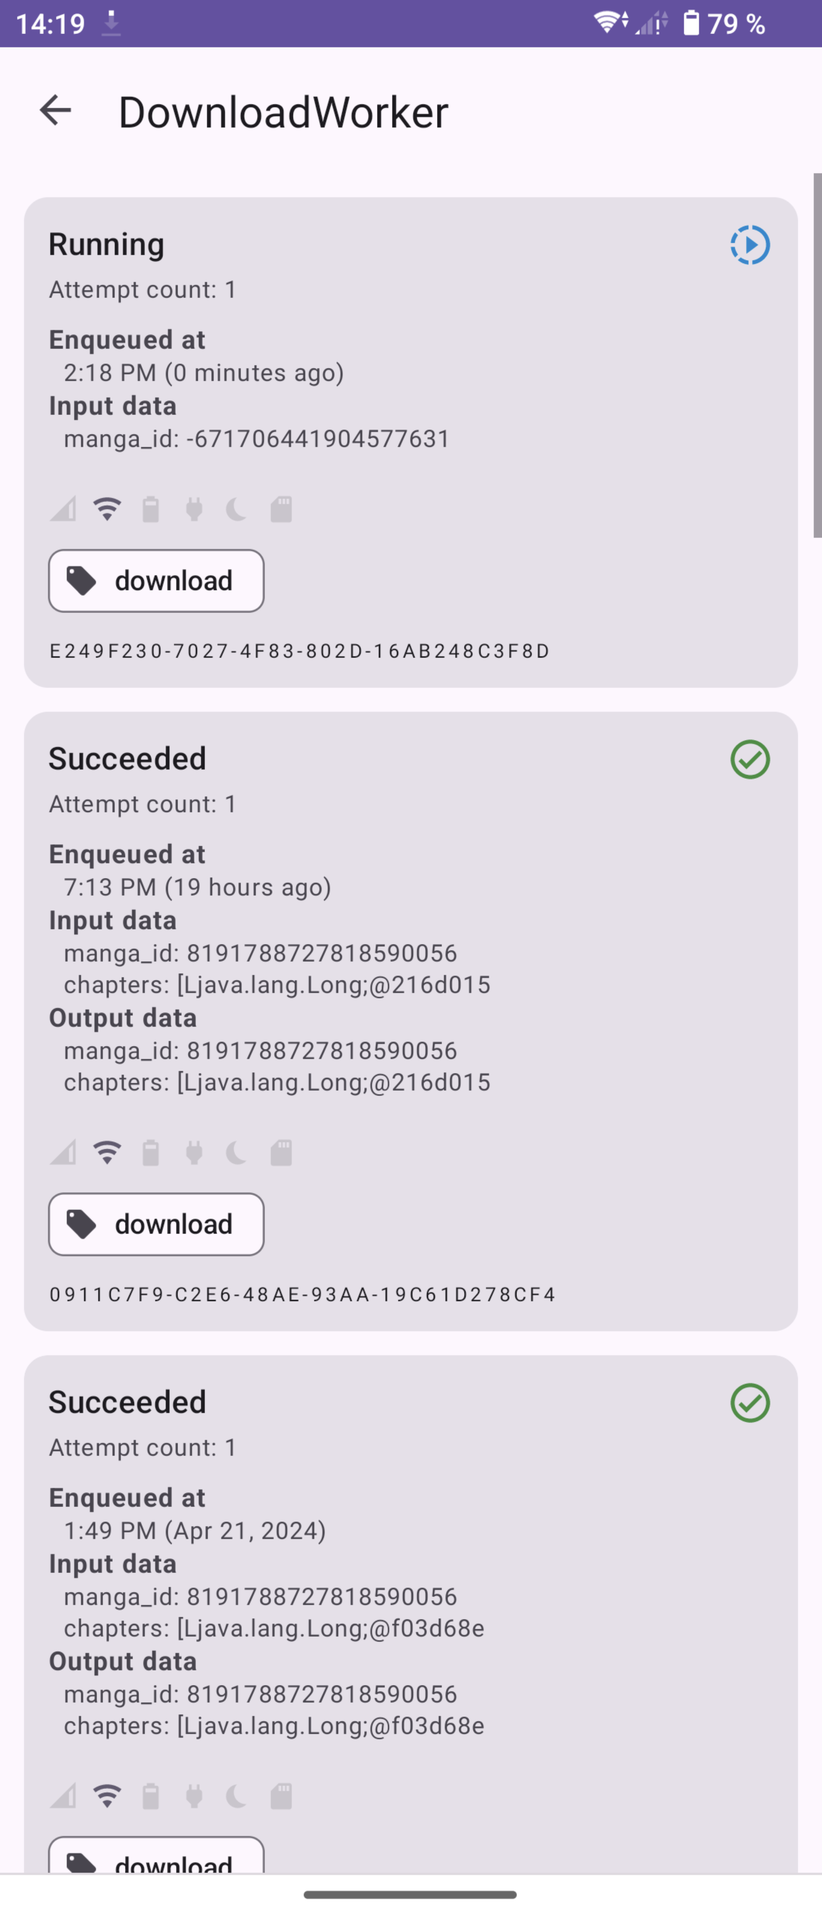 14:19
79 %
DownloadWorker
Running
Attempt count: 1
Enqueued at
2:18 PM (0 minutes ago)
Input data
manga_id: -671706441904577631
download
E249F230-7027-4F83-802D-16AB248C3F8D
Succeeded
Attempt count: 1
Enqueued at
7:13 PM (19 hours ago)
Input data
manga_id: 8191788727818590056
chapters: [Ljava.lang.Long;@216d015
Output data
manga_id: 8191788727818590056
chapters: [Ljava.lang.Long;@216d015
download
0911C7F9-C2E6-48AE-93AA-19C61D278CF4
Succeeded
Attempt count: 1
Enqueued at
1:49 PM (Apr 21, 2024)
Input data
manga_id: 8191788727818590056
chapters: [Ljava.lang.Long;@f03d68e
Output data
manga_id: 8191788727818590056
chapters: [Ljava.lang.Long;@f03d68e
download